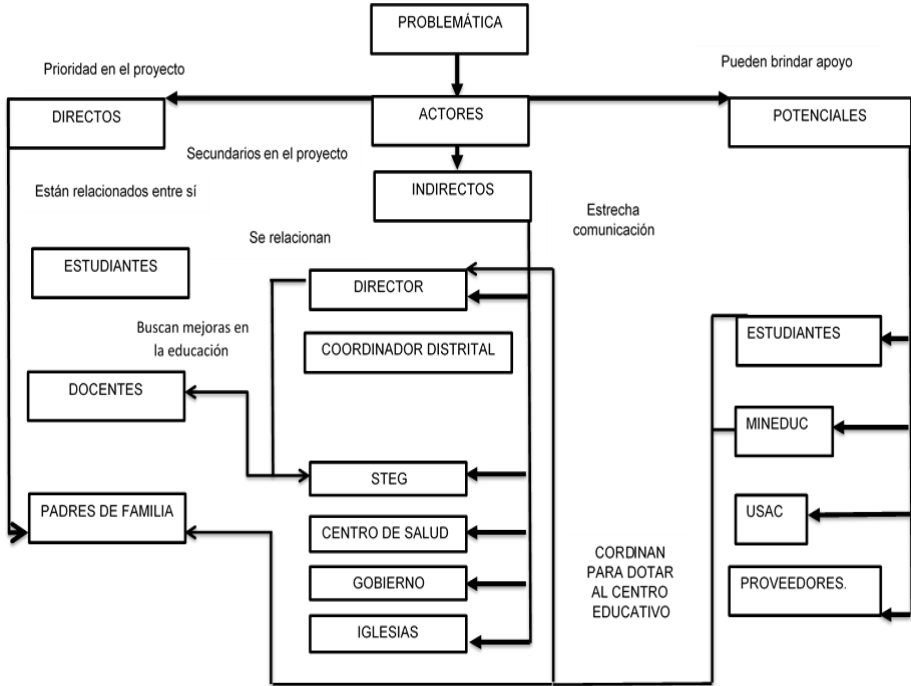 PROBLEMÁTICA
Prioridad en el proyecto
Pueden brindar apoyo
DIRECTOS
ACTORES
POTENCIALES
Secundarios en el proyecto
INDIRECTOS
Están relacionados entre sí
Estrecha
comunicación
Se relacionan
ESTUDIANTES
DIRECTOR
Buscan mejoras en
la educación
COORDINADOR DISTRITAL
ESTUDIANTES
DOCENTES
MINEDUC
STEG
PADRES DE FAMILIA
USAC
CENTRO DE SALUD
CORDINAN
PARA DOTAR
AL CENTRO
EDUCATIVO
GOBIERNO
PROVEEDORES.
IGLESIAS